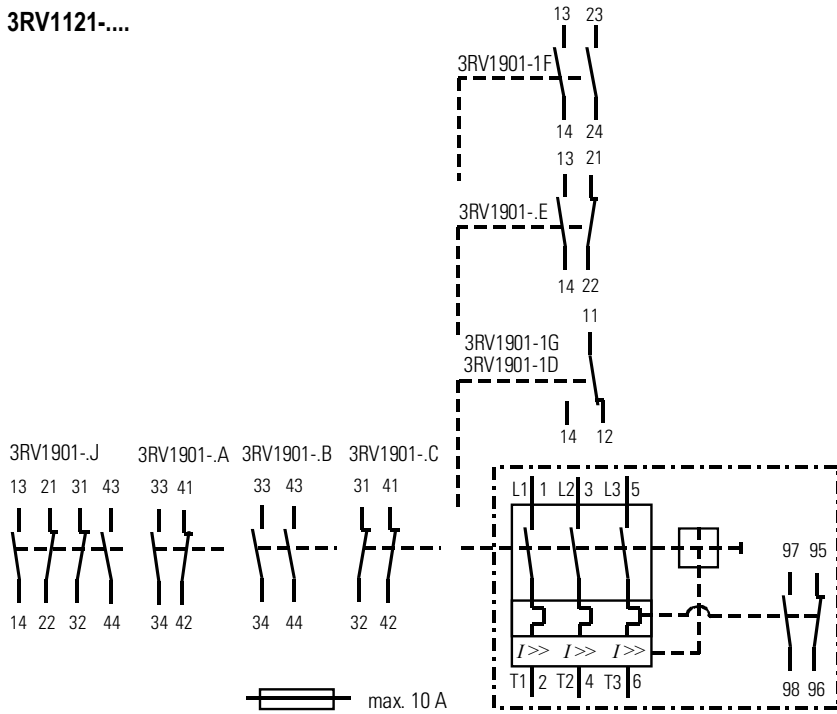 3RV1121-....
13 23
3RV1901-1F
14 24
13 21
3RV1901-.E
14 22
11
3RV1901-1G
3RV1901-1D
14 12
3RV1901-.J 3RV1901-.A 3RV1901-.B 3RV1901-.C
13 21 31 43 33 41 33 43 31 41
L1 1 L2 3 L3 5
97 95
14 22 32 44 34 42 34 44 32 42
I>> I>> I>>
T1 2 T2 4 T3 6
98 96
max. 10 A